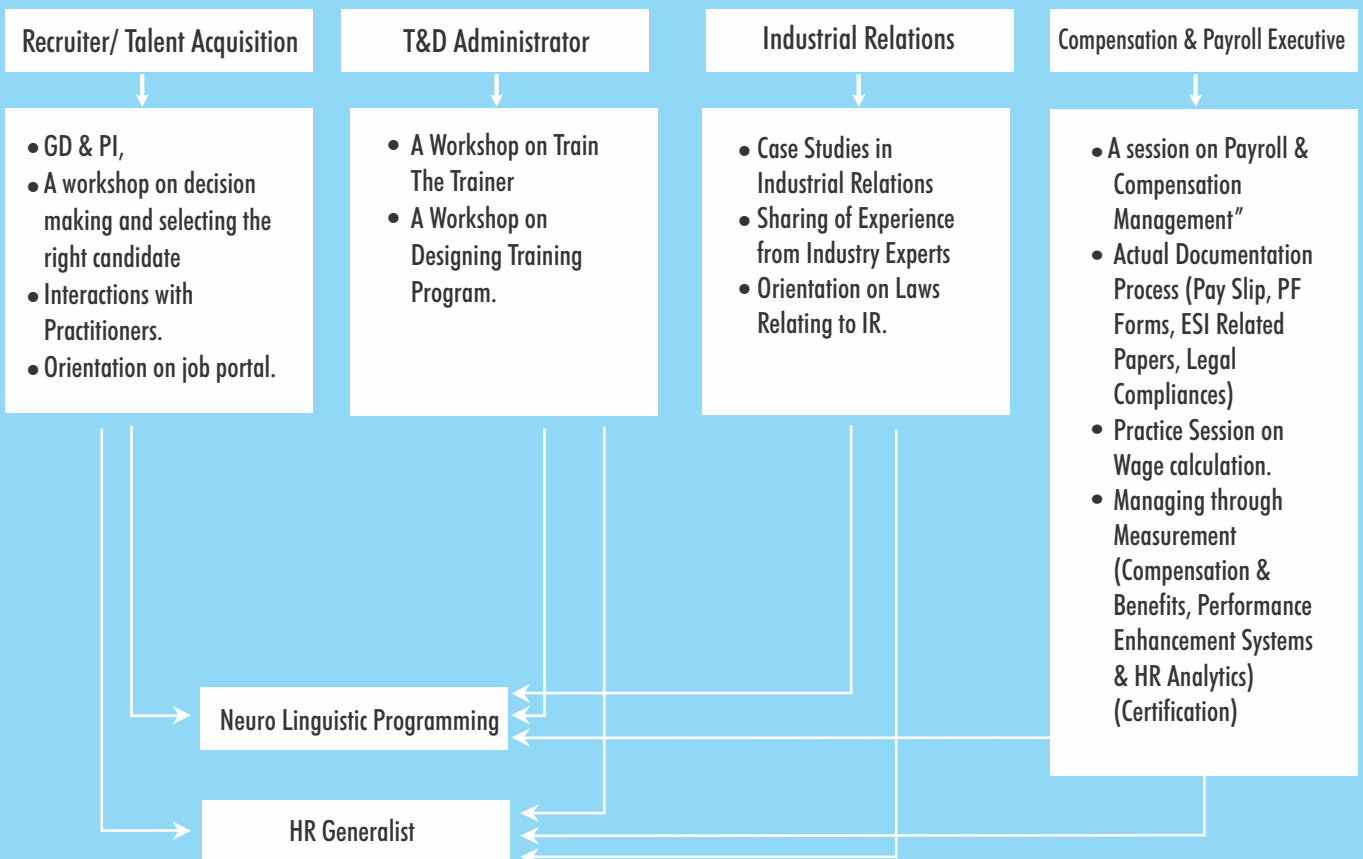 Recruiter/ Talent Acquisition
• GD & PI,
• A workshop on decision
making and selecting the
right candidate
• Interactions with
Practitioners.
• Orientation on job portal.
T&D Administrator
• A Workshop on Train
The Trainer
• A Workshop on
Designing Training
Program.
Industrial Relations
• Case Studies in
Industrial Relations
• Sharing of Experience
from Industry Experts
• Orientation on Laws
Relating to IR.
Compensation & Payroll Executive
• A session on Payroll &
Compensation
Management”
• Actual Documentation
Process (Pay Slip, PF
Forms, ESI Related
Papers, Legal
Compliances)
• Practice Session on
Wage calculation.
• Managing through
Measurement
(Compensation &
Benefits, Performance
Enhancement Systems
& HR Analytics)
(Certification)
Neuro Linguistic Programming
HR Generalist